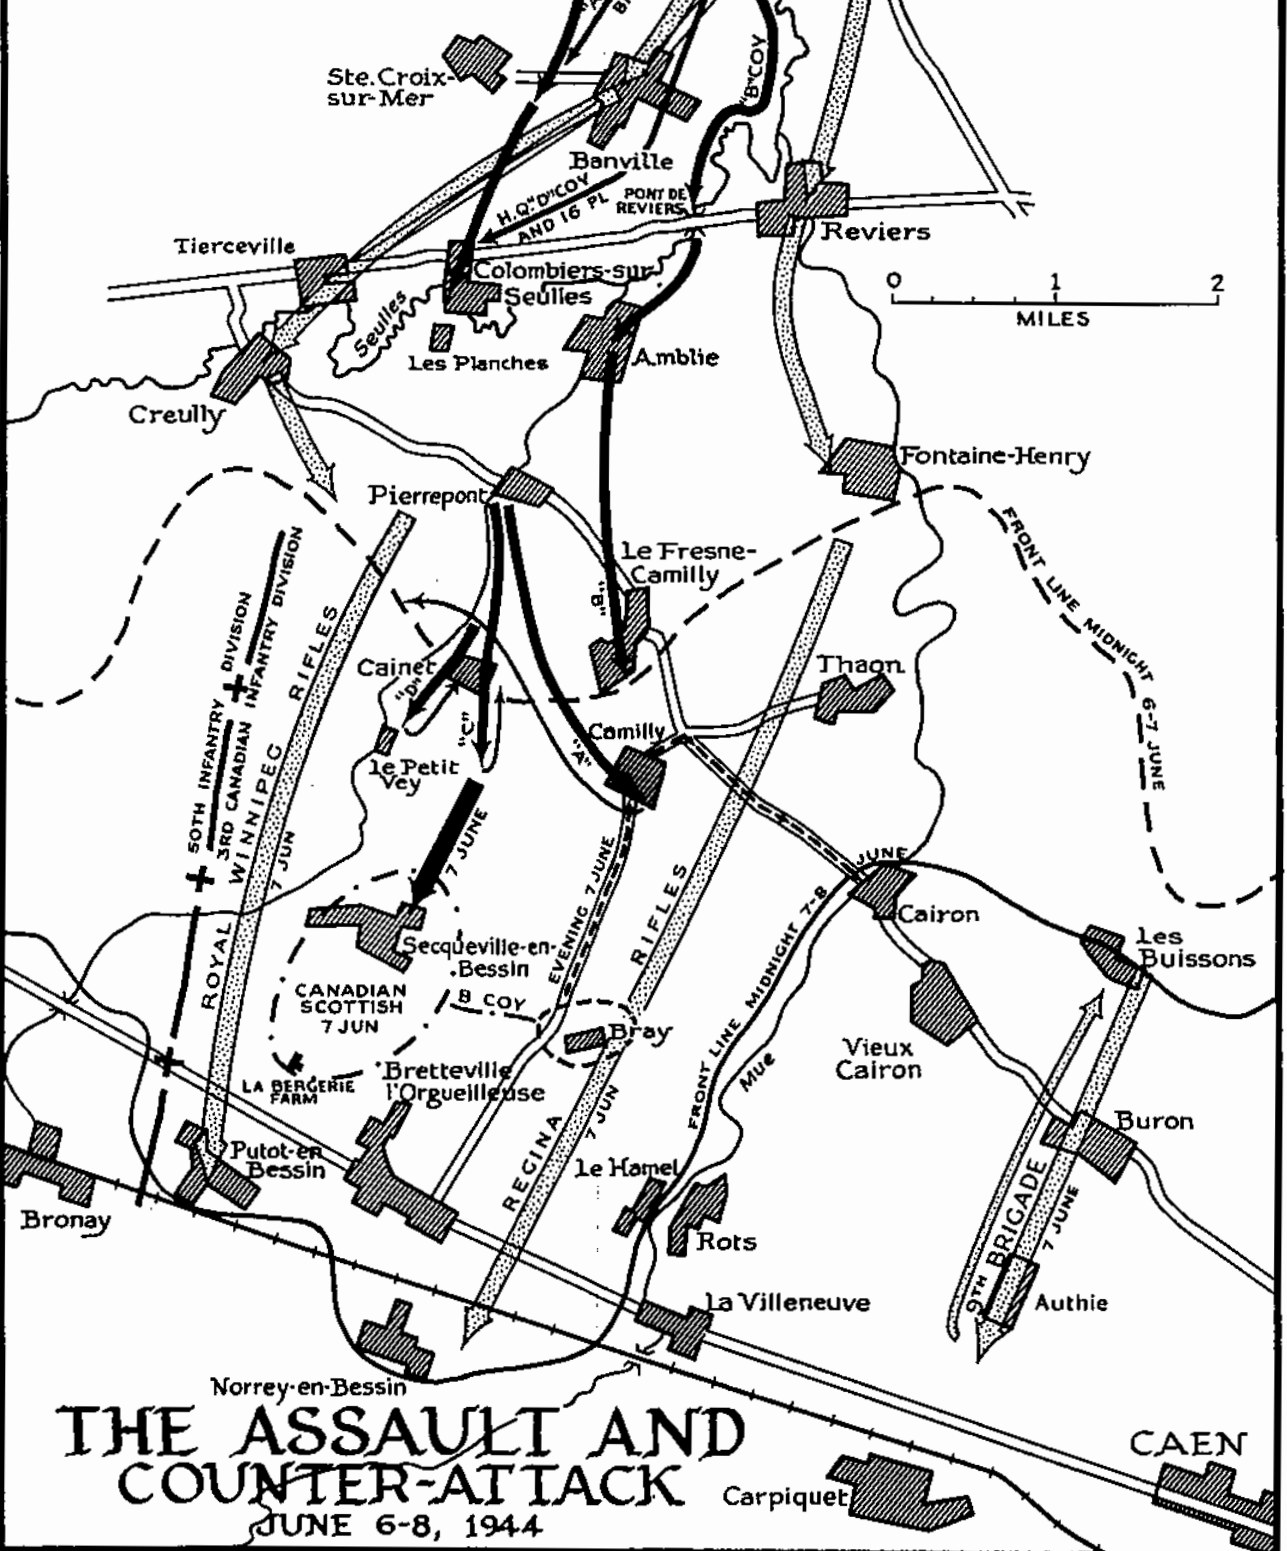 Ste. Croix-
sur-Mer
"B" COY
Banville
H.Q. "D" COY
AND 16 PL
PONT DE
REVIERS
Reviers
Tierceville
Colombiers-sur-
Seulles
Seulles
Les Planches
Amblie
0 1 2
MILES
Creully
Fontaine-Henry
Pierrepont
FRONT LINE MIDNIGHT 6-7 JUNE
Le Fresne-
Camilly
"B"
50TH INFANTRY DIVISION
3RD CANADIAN INFANTRY DIVISION
ROYAL WINNIPEG RIFLES
7 JUN
Cainet
"D"
"C"
"A"
Thaon
Camilly
le Petit
Vey
7 JUNE
EVENING 7 JUNE
FRONT LINE MIDNIGHT 7-8 JUNE
Cairon
Les
Buissons
Secqueville-en-
Bessin
CANADIAN
SCOTTISH
7 JUN
B COY
Bray
Vieux
Cairon
Mue
LA BERGERIE
FARM
Bretteville
l'Orgueilleuse
REGINA RIFLES
7 JUN
Buron
Putot-en
Bessin
le Hamel
Bronay
Rots
9TH BRIGADE
7 JUNE
La Villeneuve
Authie
Norrey-en-Bessin
THE ASSAULT AND
COUNTER-ATTACK
JUNE 6-8, 1944
CAEN
Carpiquet